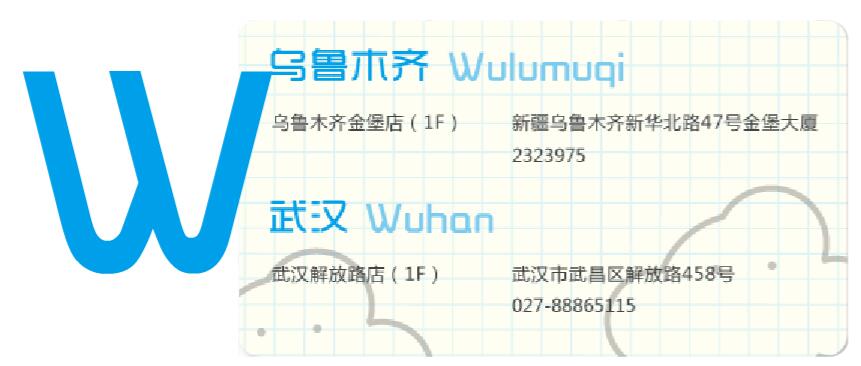 W
乌鲁木齐 Wulumuqi
乌鲁木齐金堡店（1F） 新疆乌鲁木齐新华北路47号金堡大厦
2323975
武汉 Wuhan
武汉解放路店（1F） 武汉市武昌区解放路458号
027-88865115